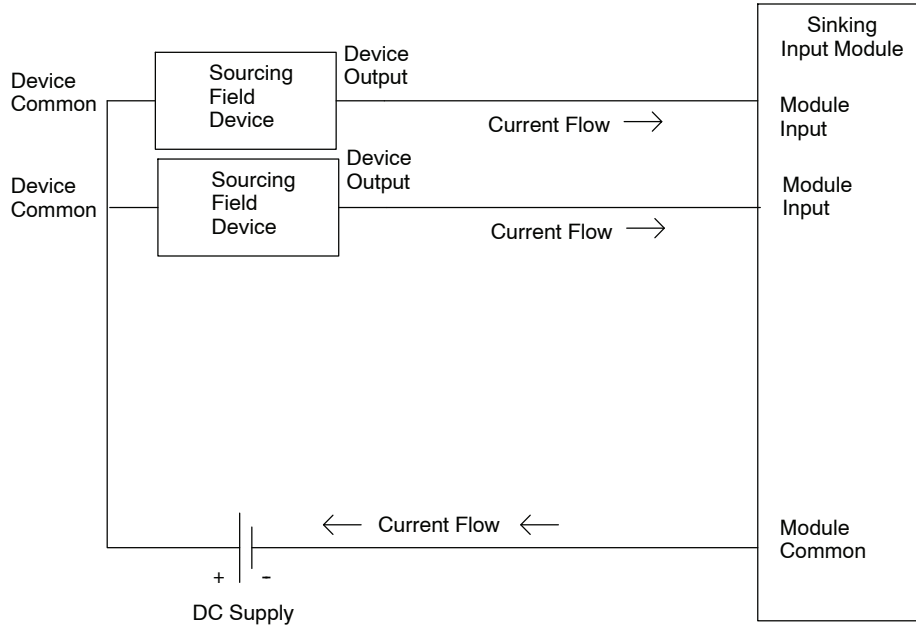 Sinking
Input Module
Device
Output
Sourcing
Field
Device
Device
Common
Module
Input
Current Flow
Device
Output
Sourcing
Field
Device
Device
Common
Module
Input
Current Flow
Current Flow
Module
Common
+ -
DC Supply